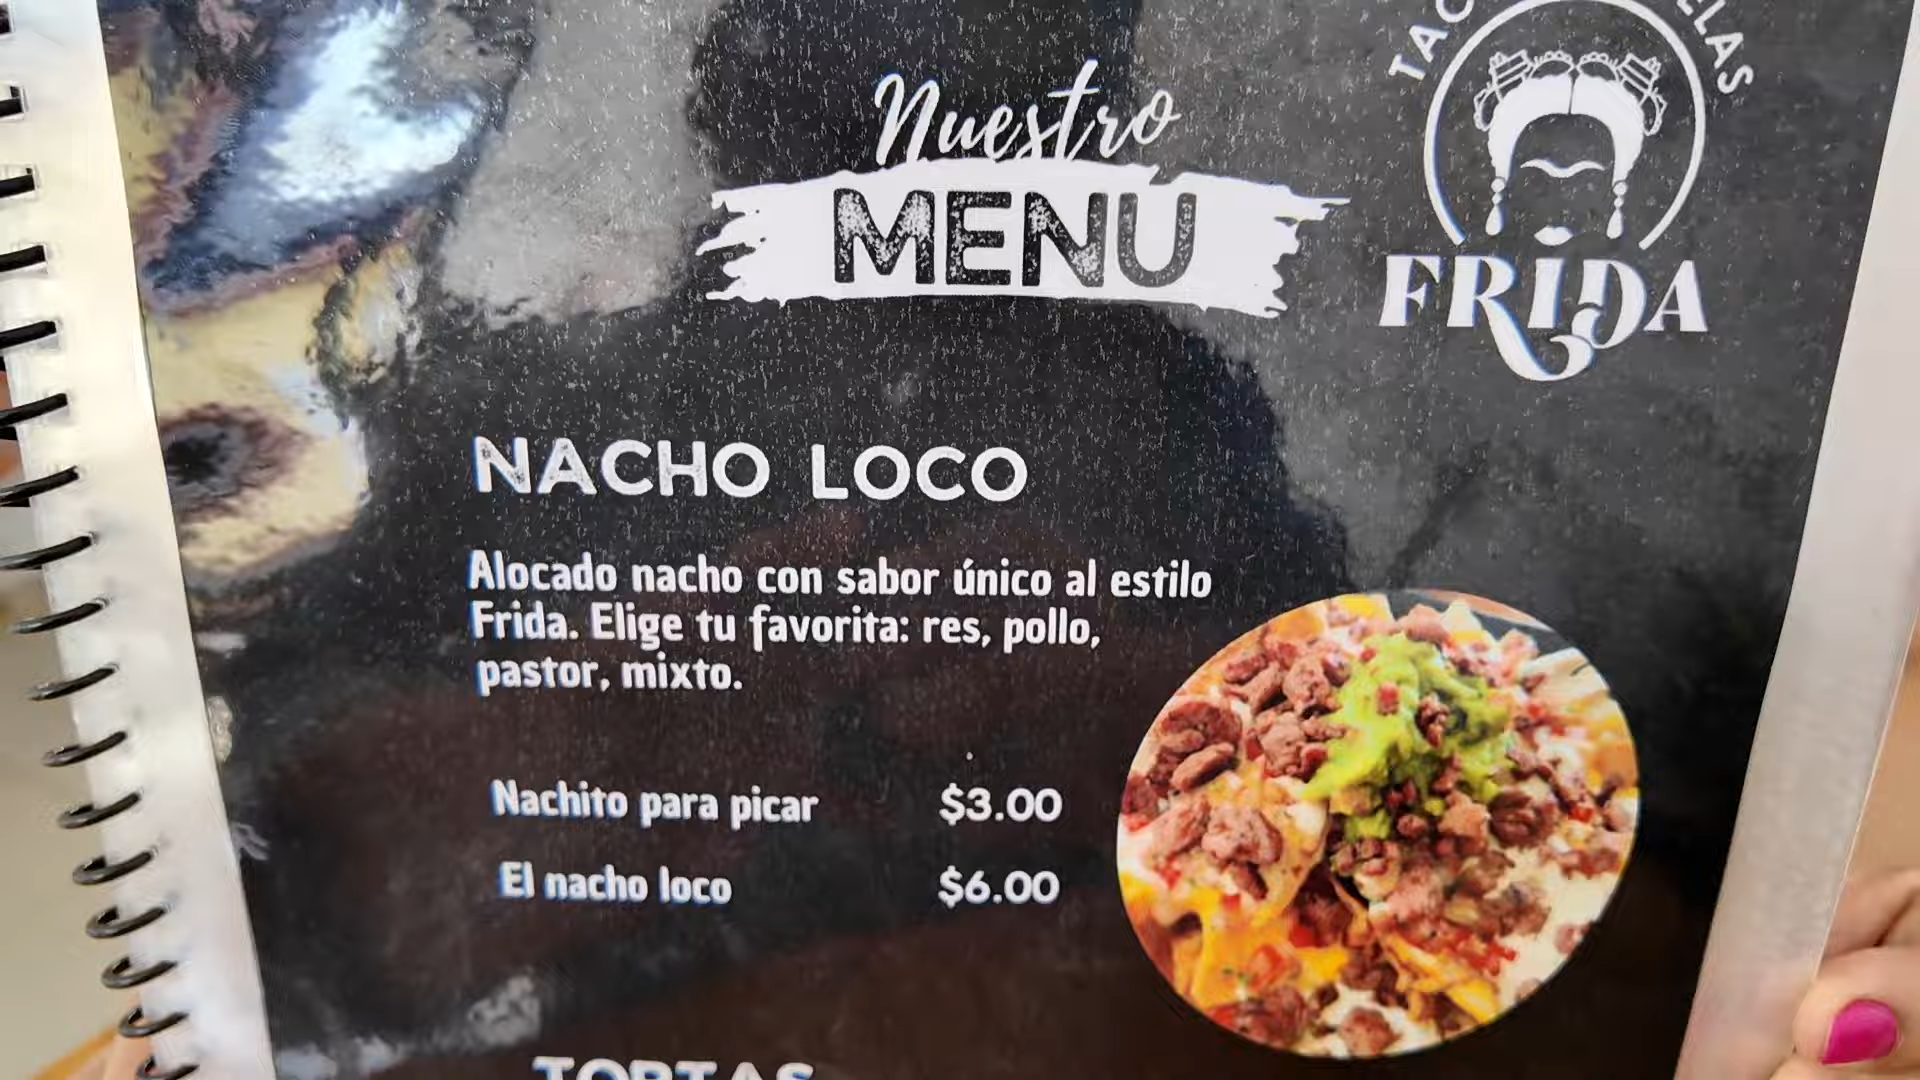 Nuestro
MENU
FRIDA
NACHO LOCO
Alocado nacho con sabor único al estilo
Frida. Elige tu favorita: res, pollo,
pastor, mixto.
Nachito para picar $3.00
El nacho loco $6.00
TORTAS